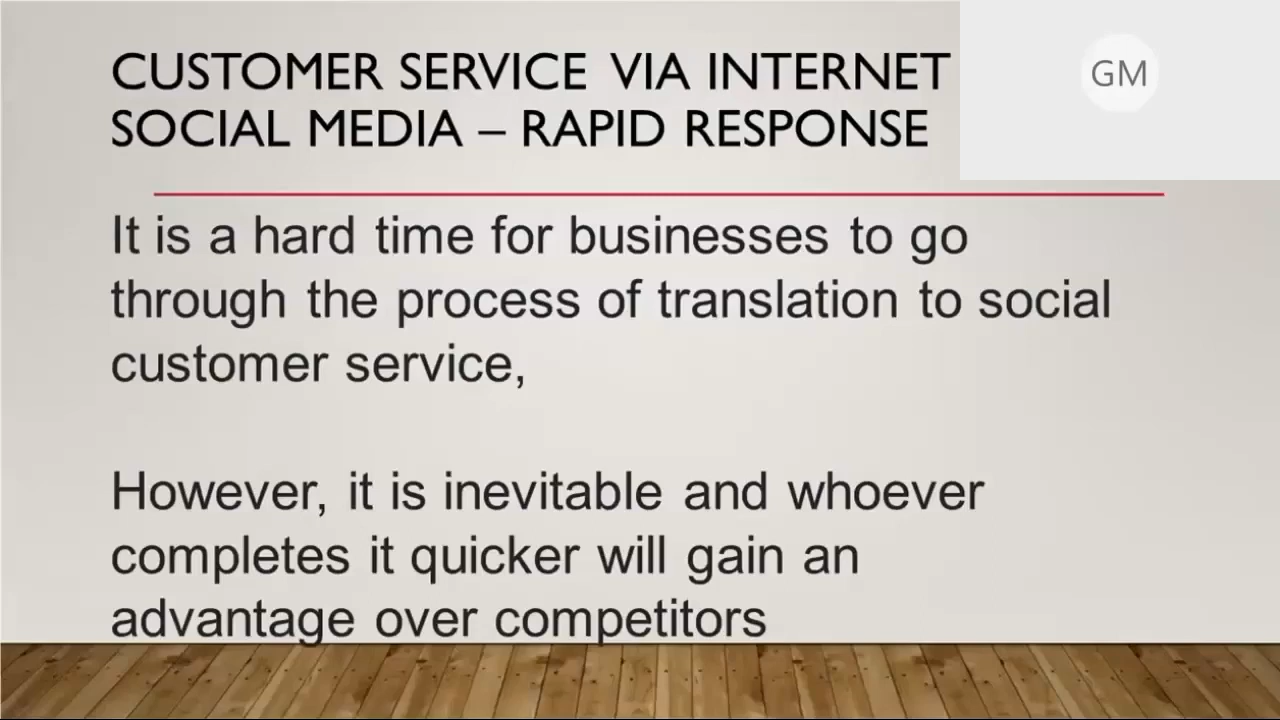 CUSTOMER SERVICE VIA INTERNET
SOCIAL MEDIA – RAPID RESPONSE
GM
It is a hard time for businesses to go
through the process of translation to social
customer service,
However, it is inevitable and whoever
completes it quicker will gain an
advantage over competitors